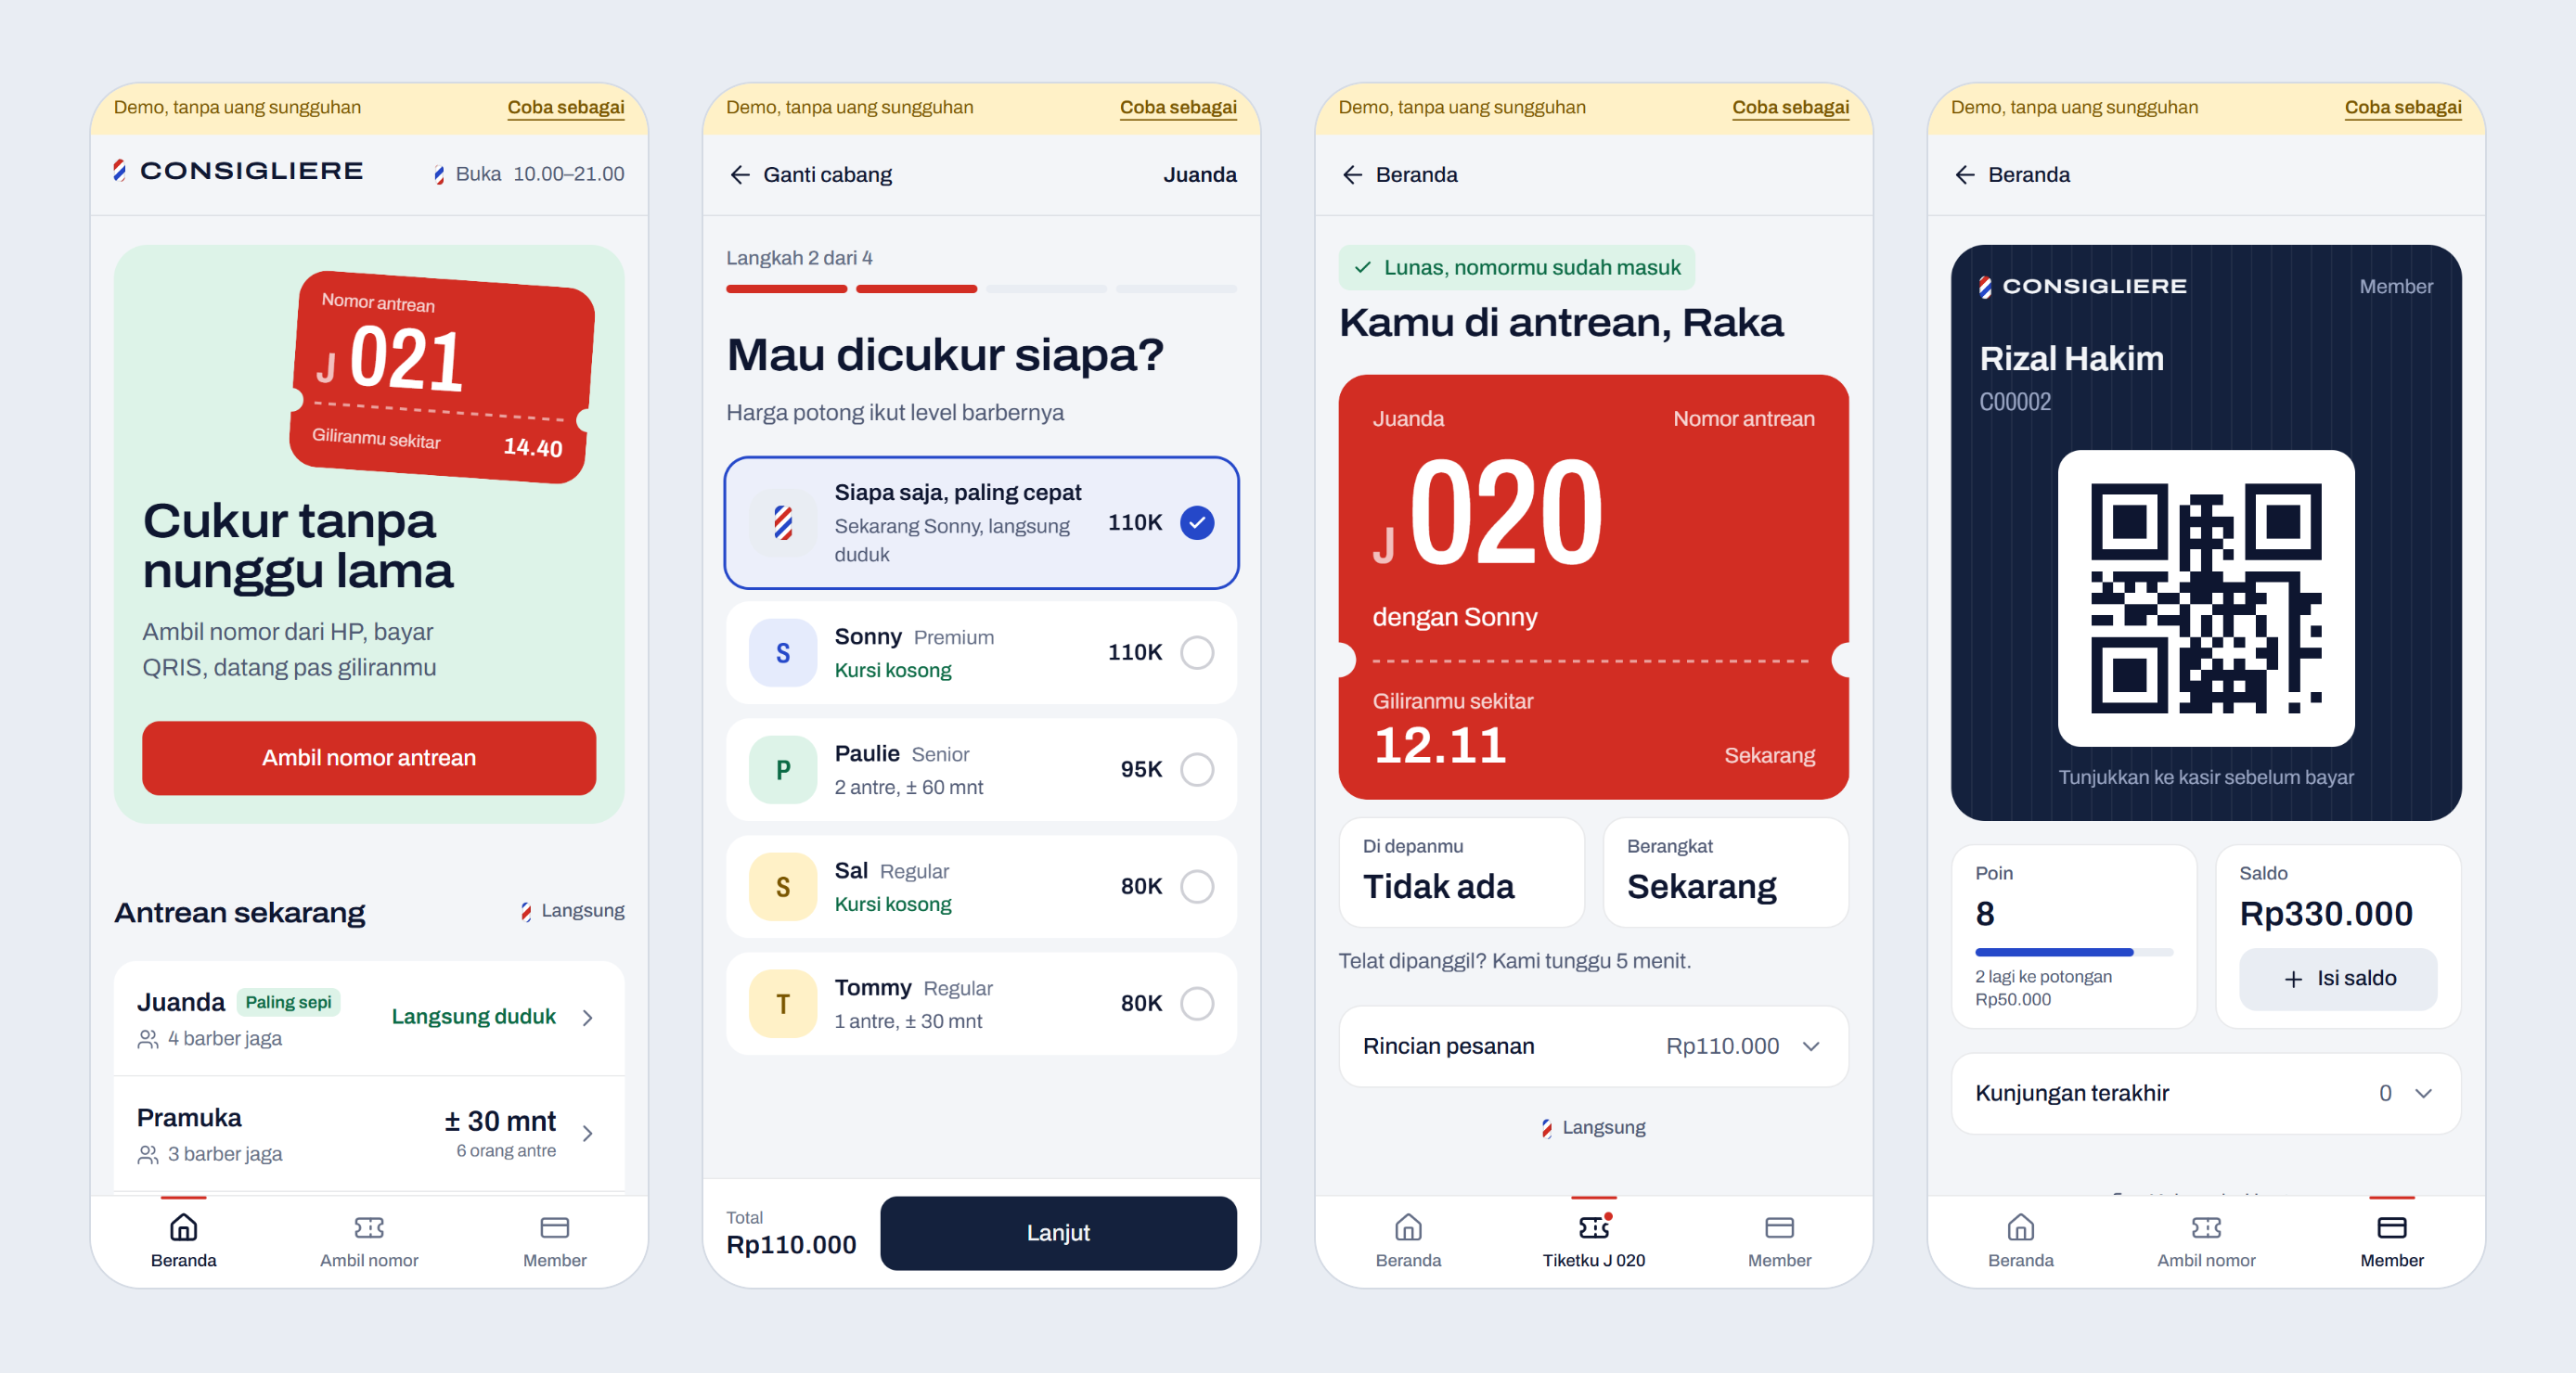 Demo, tanpa uang sungguhan Coba sebagai
CONSIGLIERE Buka 10.00–21.00
Nomor antrean
J 021
Giliranmu sekitar 14.40
Cukur tanpa
nunggu lama
Ambil nomor dari HP, bayar
QRIS, datang pas giliranmu
Ambil nomor antrean
Antrean sekarang Langsung
Juanda Paling sepi
4 barber jaga
Langsung duduk
Pramuka
3 barber jaga
± 30 mnt
6 orang antre
Beranda Ambil nomor Member
Demo, tanpa uang sungguhan Coba sebagai
Ganti cabang Juanda
Langkah 2 dari 4
Mau dicukur siapa?
Harga potong ikut level barbernya
Siapa saja, paling cepat
Sekarang Sonny, langsung
duduk
110K
S
Sonny Premium
Kursi kosong
110K
P
Paulie Senior
2 antre, ± 60 mnt
95K
S
Sal Regular
Kursi kosong
80K
T
Tommy Regular
1 antre, ± 30 mnt
80K
Total
Rp110.000
Lanjut
Demo, tanpa uang sungguhan Coba sebagai
Beranda
Lunas, nomormu sudah masuk
Kamu di antrean, Raka
Juanda Nomor antrean
J 020
dengan Sonny
Giliranmu sekitar
12.11 Sekarang
Di depanmu
Tidak ada
Berangkat
Sekarang
Telat dipanggil? Kami tunggu 5 menit.
Rincian pesanan Rp110.000
Langsung
Beranda Tiketku J 020 Member
Demo, tanpa uang sungguhan Coba sebagai
Beranda
CONSIGLIERE Member
Rizal Hakim
C00002
Tunjukkan ke kasir sebelum bayar
Poin
8
2 lagi ke potongan
Rp50.000
Saldo
Rp330.000
Isi saldo
Kunjungan terakhir 0
Beranda Ambil nomor Member